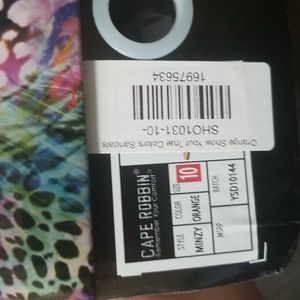 Orange Show Your True Colors Sandals
SHO1031-10-
16975634
CAPE ROBBIN
Remember Your Comfort
STYLE
MINZY
COLOR
ORANGE
SIZE
10
BATCH
YSD10144
MSRP